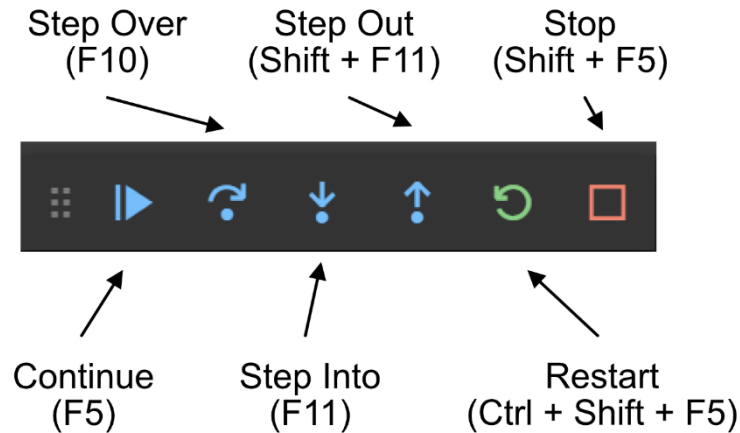 Step Over
(F10)
Step Out
(Shift + F11)
Stop
(Shift + F5)
Continue
(F5)
Step Into
(F11)
Restart
(Ctrl + Shift + F5)